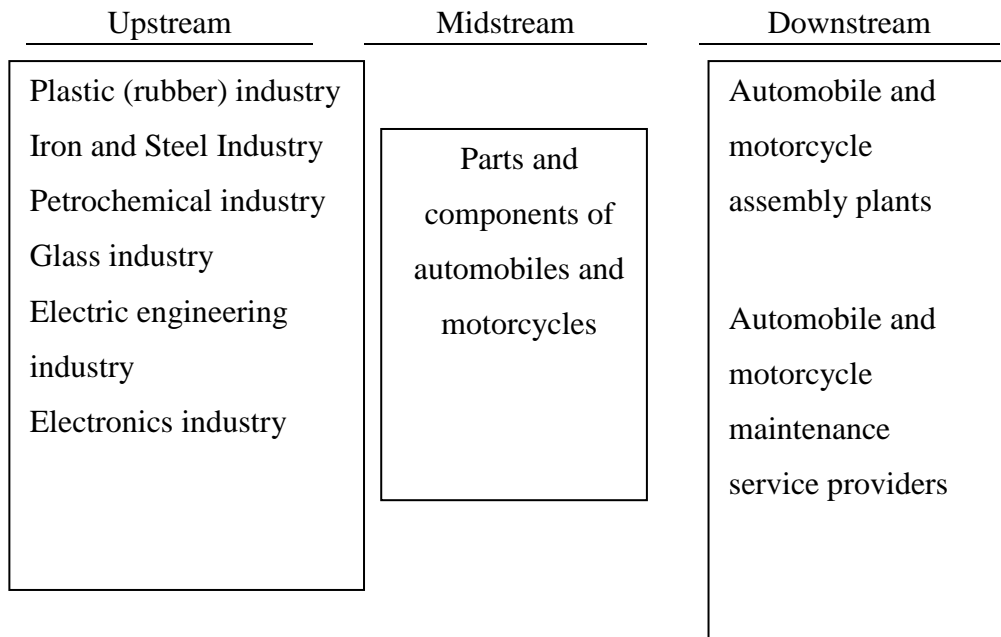 Upstream
Midstream
Downstream
Plastic (rubber) industry
Iron and Steel Industry
Petrochemical industry
Glass industry
Electric engineering
industry
Electronics industry
Parts and
components of
automobiles and
motorcycles
Automobile and
motorcycle
assembly plants
Automobile and
motorcycle
maintenance
service providers